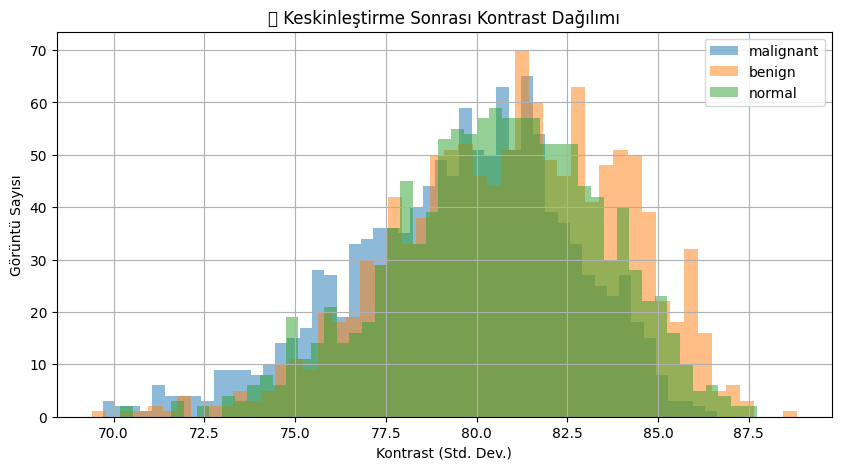 Keskinleştirme Sonrası Kontrast Dağılımı
malignant
benign
normal
Görüntü Sayısı
70
60
50
40
30
20
10
0
70.0 72.5 75.0 77.5 80.0 82.5 85.0 87.5
Kontrast (Std. Dev.)